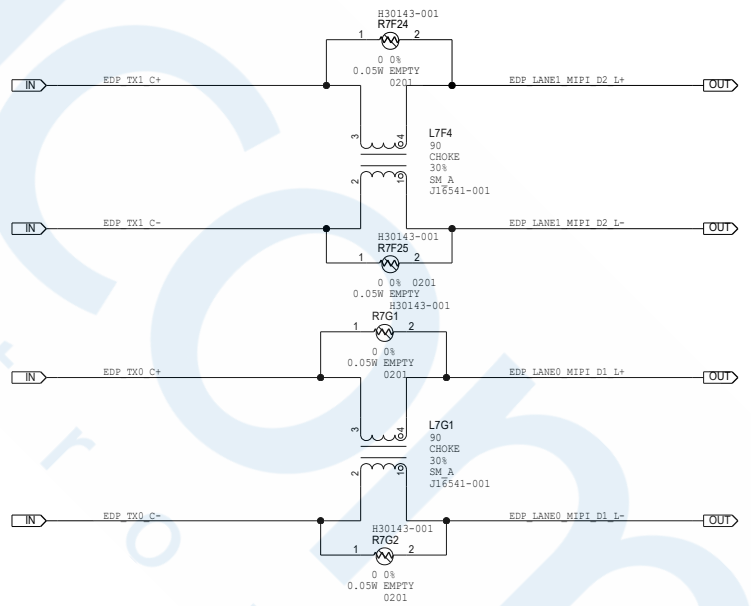 H30143-001
R7F24
1 2
0 0%
0.05W EMPTY
0201
IN EDP_TX1_C+ EDP_LANE1_MIPI_D2_L+ OUT
3 4
L7F4
90
CHOKE
30%
SM_A
J16541-001
2 1
IN EDP_TX1_C- EDP_LANE1_MIPI_D2_L- OUT
H30143-001
R7F25
1 2
0 0% 0201
0.05W EMPTY
H30143-001
R7G1
1 2
0 0%
0.05W EMPTY
0201
IN EDP_TX0_C+ EDP_LANE0_MIPI_D1_L+ OUT
3 4
L7G1
90
CHOKE
30%
SM_A
J16541-001
2 1
IN EDP_TX0_C- EDP_LANE0_MIPI_D1_L- OUT
H30143-001
R7G2
1 2
0 0%
0.05W EMPTY
0201